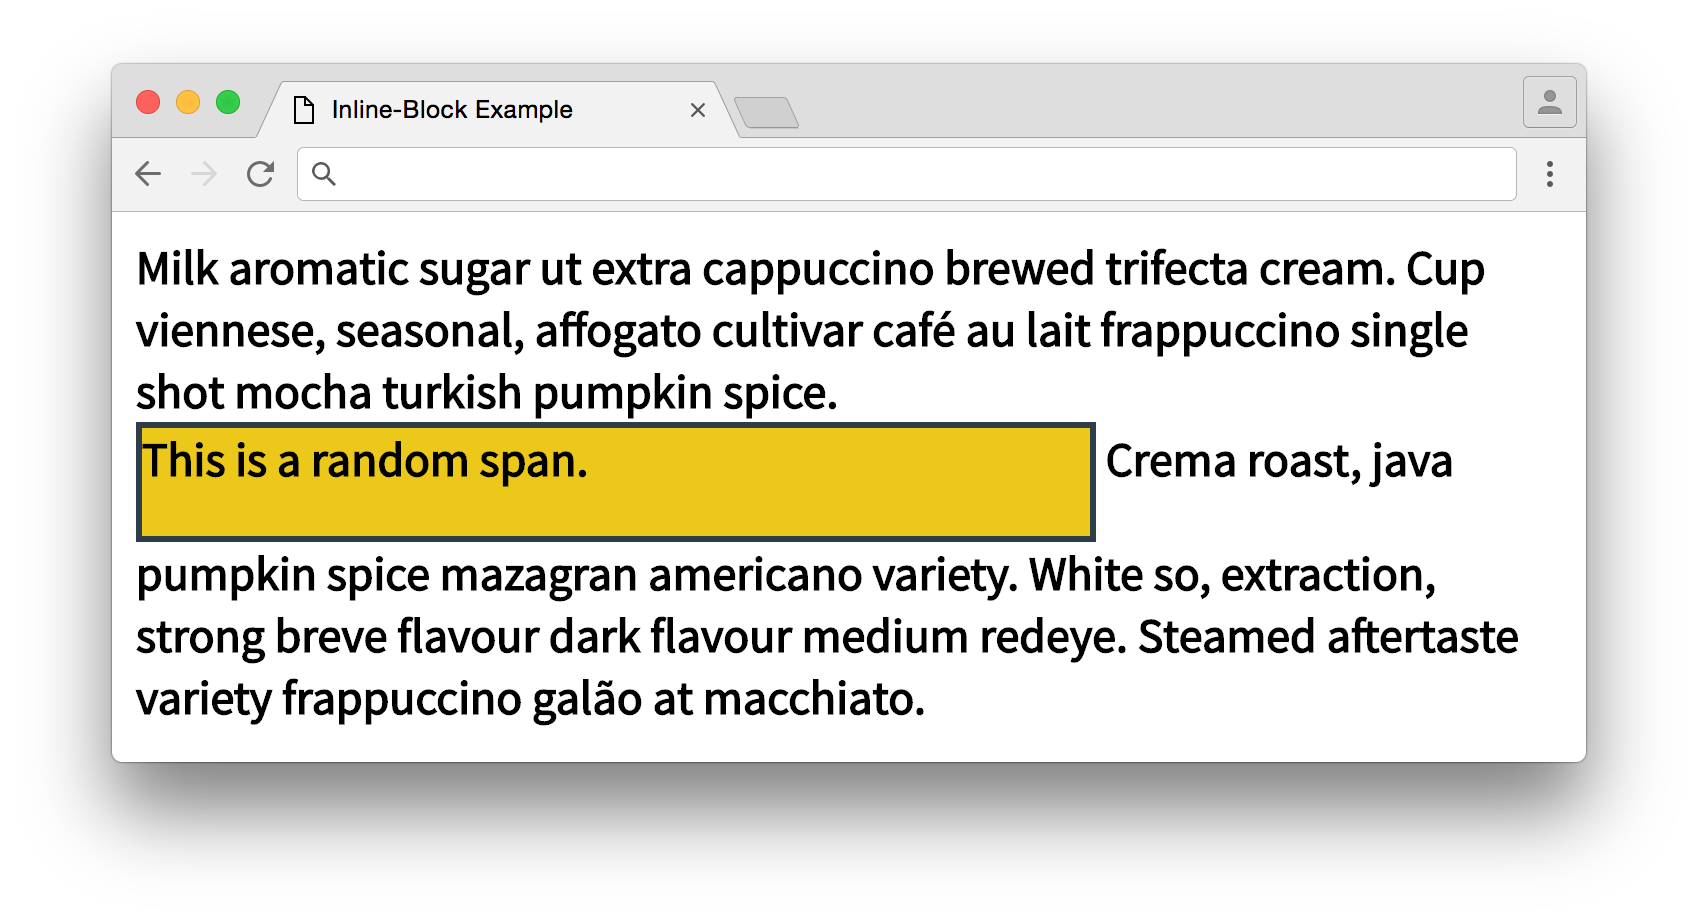 Inline-Block Example
Milk aromatic sugar ut extra cappuccino brewed trifecta cream. Cup
viennese, seasonal, affogato cultivar café au lait frappuccino single
shot mocha turkish pumpkin spice.
This is a random span. Crema roast, java
pumpkin spice mazagran americano variety. White so, extraction,
strong breve flavour dark flavour medium redeye. Steamed aftertaste
variety frappuccino galão at macchiato.